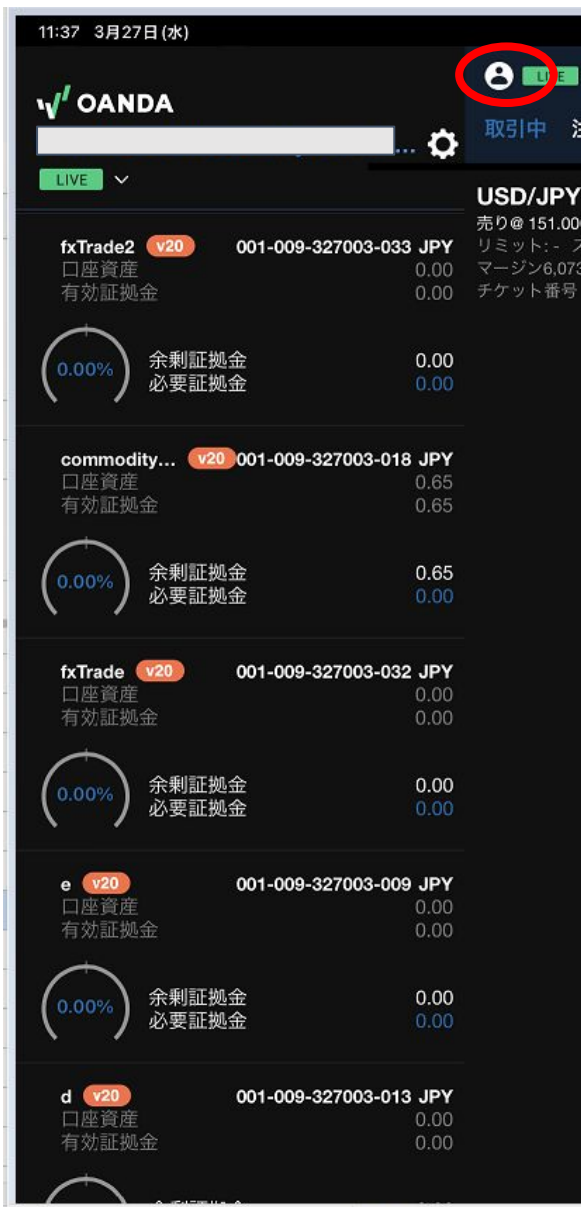 11:37 3月27日(水)
OANDA
...
LIVE
fxTrade2 v20 001-009-327003-033 JPY
口座資産 0.00
有効証拠金 0.00
0.00%
余剰証拠金 0.00
必要証拠金 0.00
commodity... v20 001-009-327003-018 JPY
口座資産 0.65
有効証拠金 0.65
0.00%
余剰証拠金 0.65
必要証拠金 0.00
fxTrade v20 001-009-327003-032 JPY
口座資産 0.00
有効証拠金 0.00
0.00%
余剰証拠金 0.00
必要証拠金 0.00
e v20 001-009-327003-009 JPY
口座資産 0.00
有効証拠金 0.00
0.00%
余剰証拠金 0.00
必要証拠金 0.00
d v20 001-009-327003-013 JPY
口座資産 0.00
有効証拠金 0.00
LIVE
取引中
USD/JPY
売り@ 151.00
リミット: -
マージン6,073
チケット番号